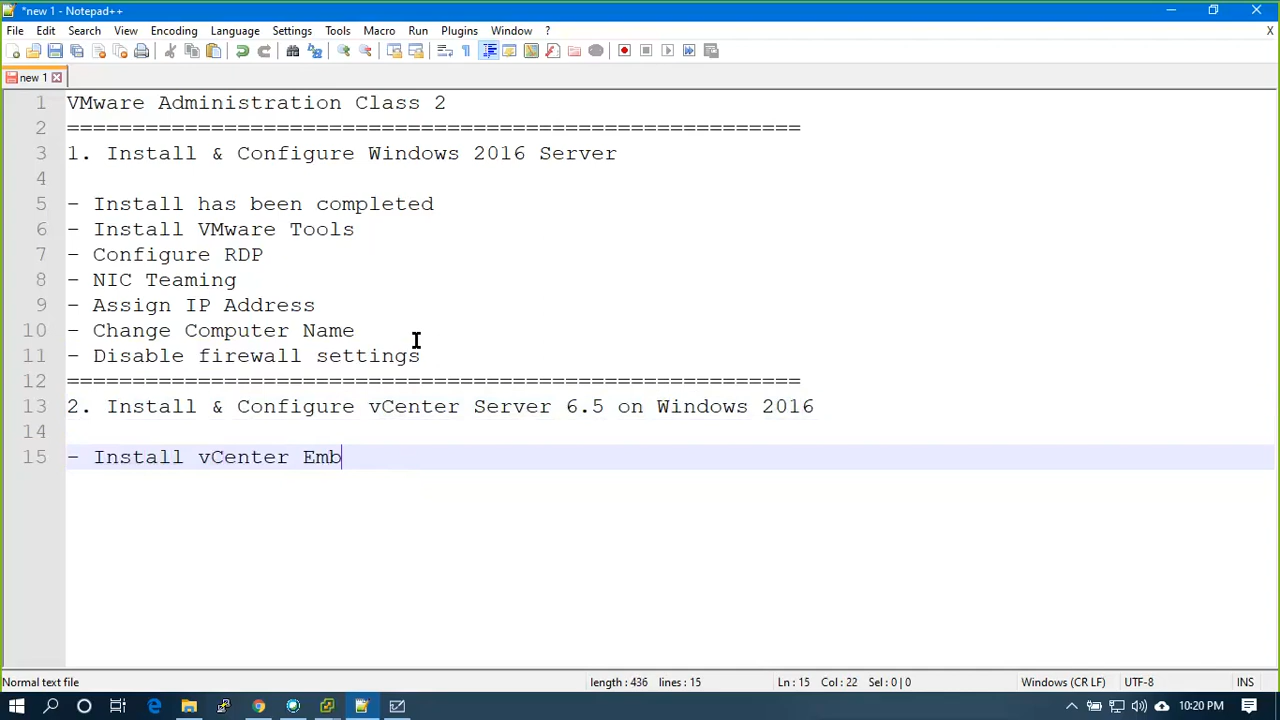 *new 1 - Notepad++
File Edit Search View Encoding Language Settings Tools Macro Run Plugins Window ? X
new 1
1 VMware Administration Class 2
2 ========================================================
3 1. Install & Configure Windows 2016 Server
4
5 - Install has been completed
6 - Install VMware Tools
7 - Configure RDP
8 - NIC Teaming
9 - Assign IP Address
10 - Change Computer Name
11 - Disable firewall settings
12 ========================================================
13 2. Install & Configure vCenter Server 6.5 on Windows 2016
14
15 - Install vCenter Emb
Normal text file length : 436 lines : 15 Ln : 15 Col : 22 Sel : 0 | 0 Windows (CR LF) UTF-8 INS
10:20 PM